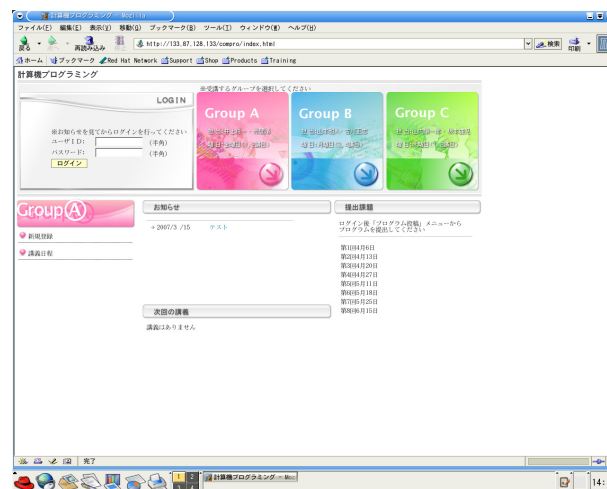 計算機プログラミング - Mozilla
ファイル(F) 編集(E) 表示(V) 移動(G) ブックマーク(B) ツール(T) ウィンドウ(W) ヘルプ(H)
戻る 再読み込み http://133.87.128.133/compro/index.html 検索 印刷
ホーム ブックマーク Red Hat Network Support Shop Products Training
計算機プログラミング
※受講するグループを選択してください
LOGIN
※お知らせを見てからログインを行ってください
ユーザID: (半角)
パスワード: (半角)
ログイン
Group A
Group B
Group C
Group A
新規登録
講義日程
お知らせ
→ 2007/3 /15 テスト
次回の講義
講義はありません
提出課題
ログイン後「プログラム投稿」メニューから
プログラムを提出してください
第1回4月6日
第2回4月13日
第3回4月20日
第4回4月27日
第5回5月11日
第6回5月18日
第7回5月25日
第8回6月15日
完了
1 2
3 4
計算機プログラミング - Moz
14: